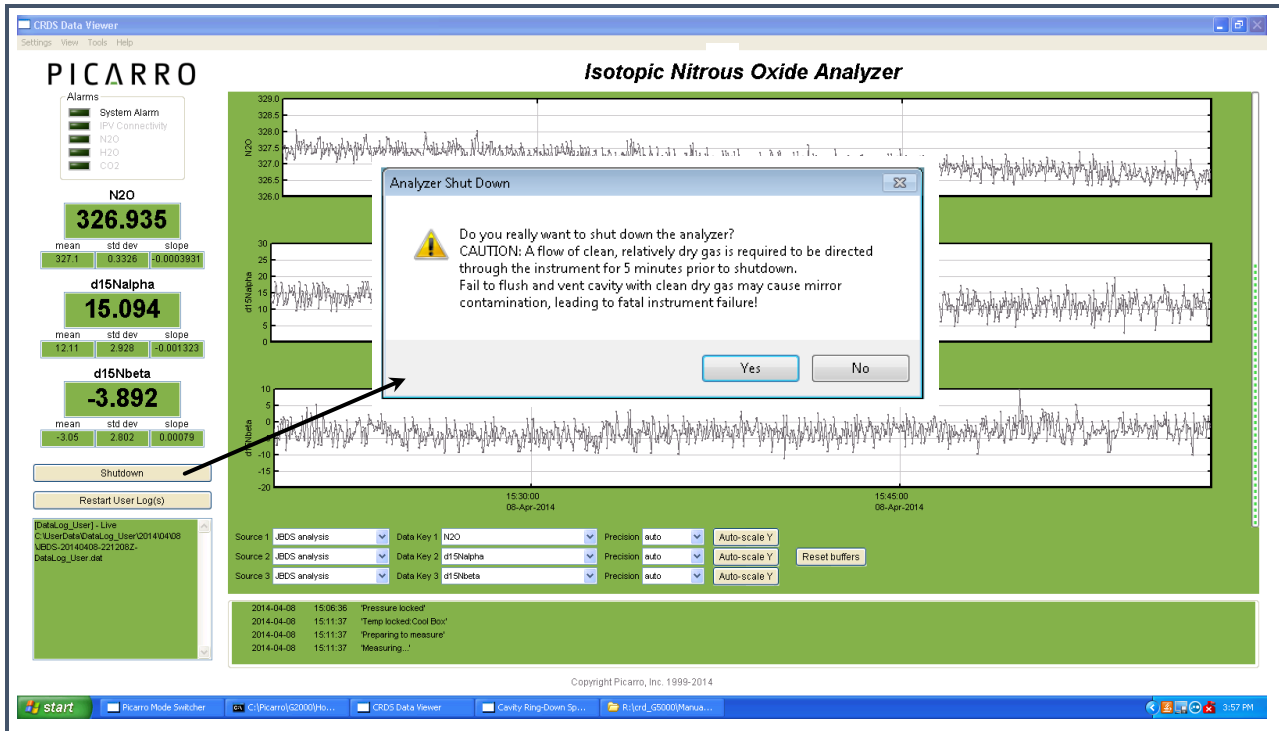 CRDS Data Viewer
Settings View Tools Help
PICARRO
Isotopic Nitrous Oxide Analyzer
Alarms
System Alarm
IPV Connectivity
N2O
H2O
CO2
N2O
326.935
mean std dev slope
327.1 0.3326 -0.0003931
d15Nalpha
15.094
mean std dev slope
12.11 2.928 -0.001323
d15Nbeta
-3.892
mean std dev slope
-3.05 2.802 0.00079
Shutdown
Restart User Log(s)
[DataLog_User] - Live
C:\UserData\DataLog_User\2014\04\08
\JBDS-20140408-221208Z-
DataLog_User.dat
N2O
329.0
328.5
328.0
327.5
327.0
326.5
326.0
d15Nalpha
30
25
20
15
10
5
0
10
5
0
-10
-15
-20
15:30:00
08-Apr-2014
15:45:00
08-Apr-2014
Analyzer Shut Down
Do you really want to shut down the analyzer?
CAUTION: A flow of clean, relatively dry gas is required to be directed
through the instrument for 5 minutes prior to shutdown.
Fail to flush and vent cavity with clean dry gas may cause mirror
contamination, leading to fatal instrument failure!
Yes No
Source 1 JBDS analysis Data Key 1 N2O Precision auto Auto-scale Y
Source 2 JBDS analysis Data Key 2 d15Nalpha Precision auto Auto-scale Y Reset buffers
Source 3 JBDS analysis Data Key 3 d15Nbeta Precision auto Auto-scale Y
2014-04-08 15:06:36 'Pressure locked'
2014-04-08 15:11:37 'Temp locked:Cool Box'
2014-04-08 15:11:37 'Preparing to measure'
2014-04-08 15:11:37 'Measuring...'
Copyright Picarro, Inc. 1999-2014
start Picarro Mode Switcher C:\Picarro\G2000\Ho... CRDS Data Viewer Cavity Ring-Down Sp... R:\crd_G5000\Manua... 3:57 PM